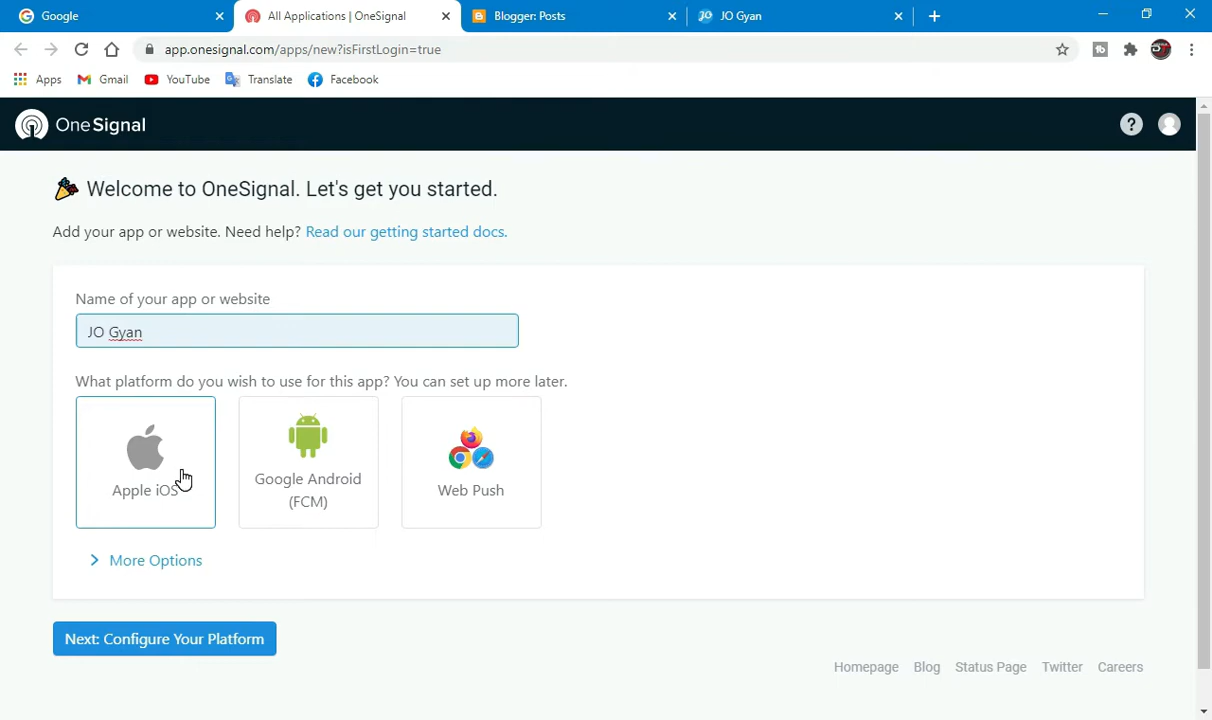 Google
All Applications | OneSignal
Blogger: Posts
JO Gyan
app.onesignal.com/apps/new?isFirstLogin=true
Apps
Gmail
YouTube
Translate
Facebook
OneSignal
Welcome to OneSignal. Let's get you started.
Add your app or website. Need help? Read our getting started docs.
Name of your app or website
JO Gyan
What platform do you wish to use for this app? You can set up more later.
Apple iOS
Google Android
(FCM)
Web Push
More Options
Next: Configure Your Platform
Homepage Blog Status Page Twitter Careers